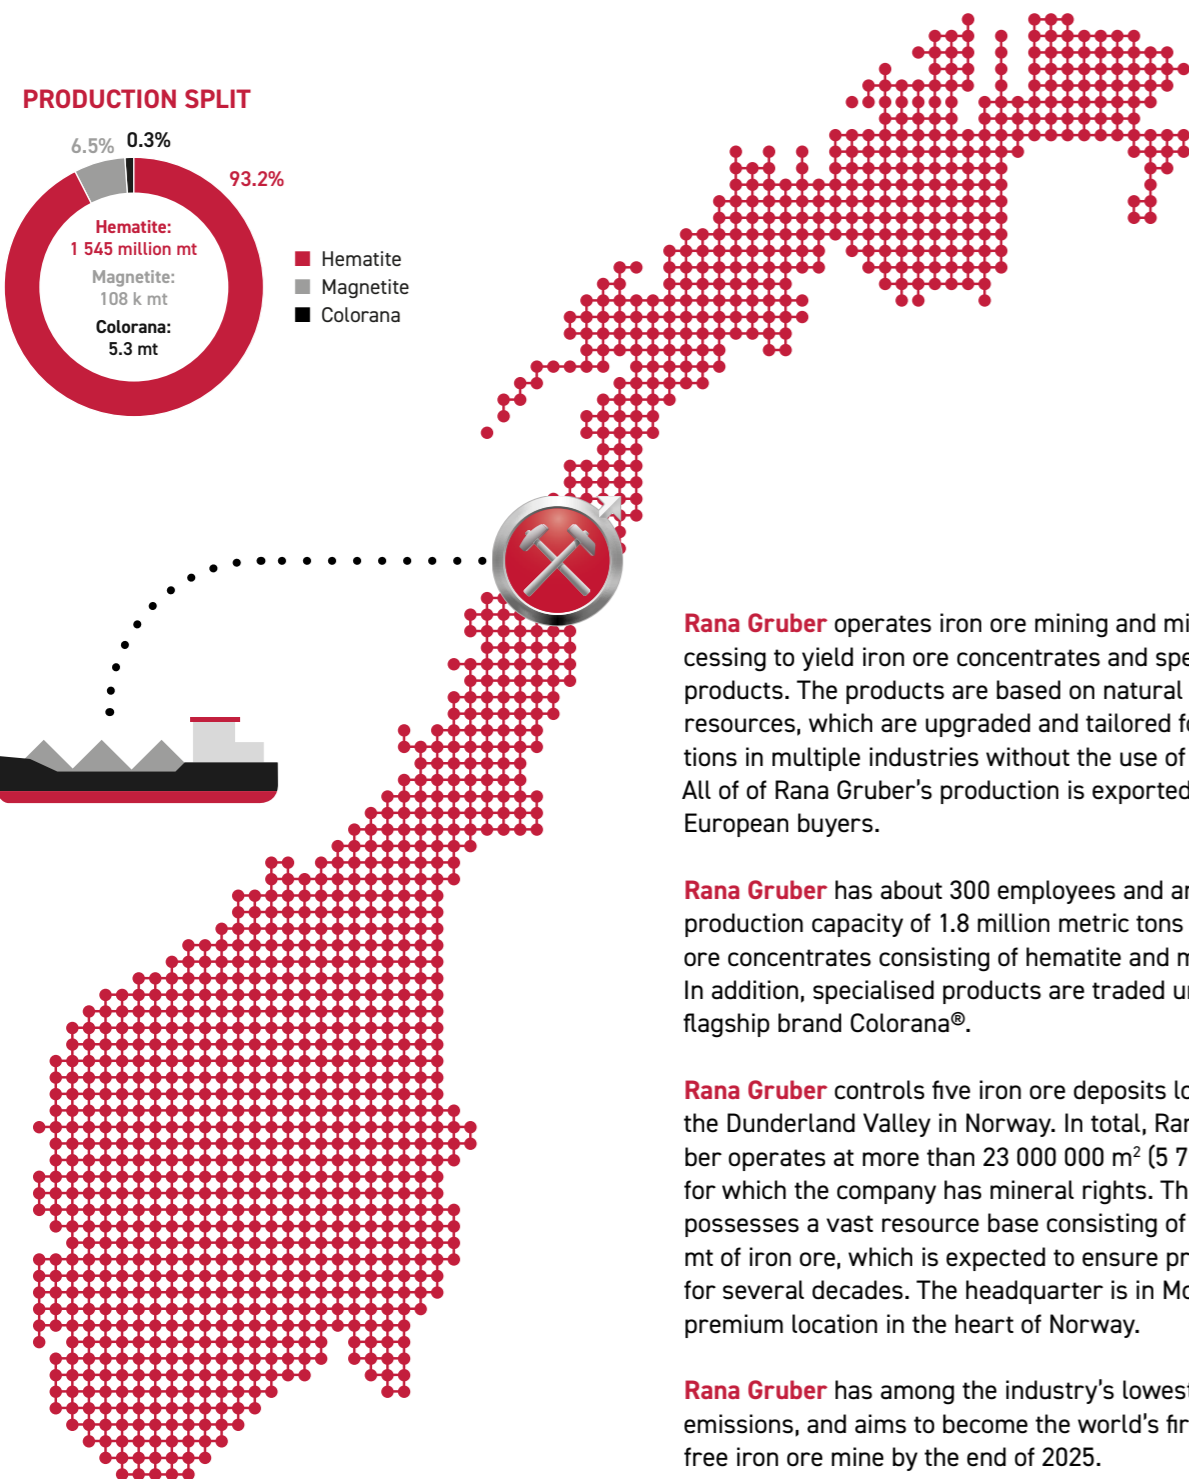 PRODUCTION SPLIT
6.5% 0.3%
93.2%
Hematite:
1 545 million mt
Magnetite:
108 k mt
Colorana:
5.3 mt
Hematite
Magnetite
Colorana
Rana Gruber operates iron ore mining and mi
cessing to yield iron ore concentrates and spe
products. The products are based on natural
resources, which are upgraded and tailored fo
tions in multiple industries without the use of
All of of Rana Gruber's production is exported
European buyers.
Rana Gruber has about 300 employees and an
production capacity of 1.8 million metric tons
ore concentrates consisting of hematite and m
In addition, specialised products are traded un
flagship brand Colorana®.
Rana Gruber controls five iron ore deposits lo
the Dunderland Valley in Norway. In total, Ran
ber operates at more than 23 000 000 m² (5 7
for which the company has mineral rights. Th
possesses a vast resource base consisting of
mt of iron ore, which is expected to ensure pr
for several decades. The headquarter is in Mo
premium location in the heart of Norway.
Rana Gruber has among the industry's lowest
emissions, and aims to become the world's fir
free iron ore mine by the end of 2025.